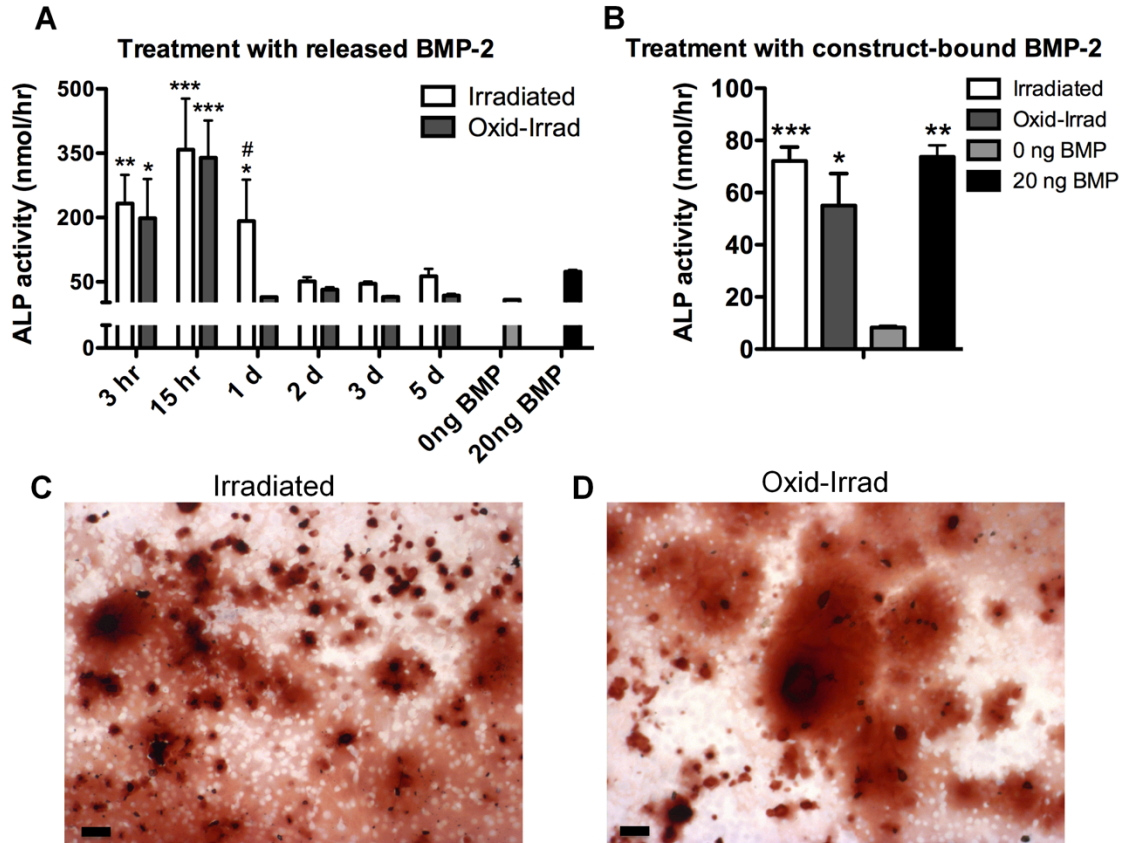 A
Treatment with released BMP-2
ALP activity (nmol/hr)
500
350
200
50
0
*** ***
** *
#
*
Irradiated
Oxid-Irrad
3 hr
15 hr
1 d
2 d
3 d
5 d
0ng BMP
20ng BMP
B
Treatment with construct-bound BMP-2
ALP activity (nmol/hr)
100
80
60
40
20
0
***
*
**
Irradiated
Oxid-Irrad
0 ng BMP
20 ng BMP
C
Irradiated
D
Oxid-Irrad